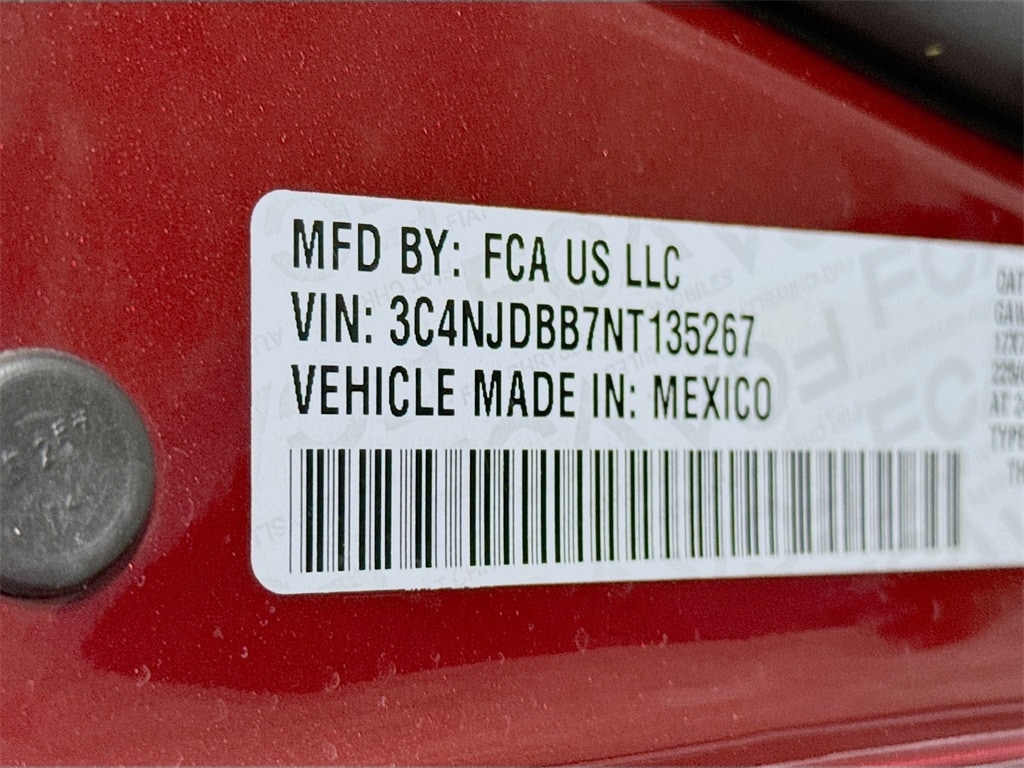 MFD BY: FCA US LLC
VIN: 3C4NJDBB7NT135267
VEHICLE MADE IN: MEXICO